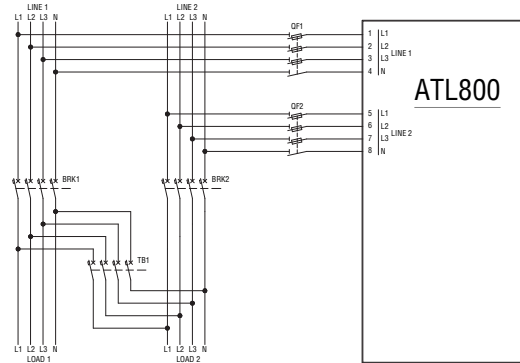 LINE 1
L1 L2 L3 N
LINE 2
L1 L2 L3 N
QF1
1 L1
2 L2
3 L3
4 N
LINE 1
ATL800
QF2
5 L1
6 L2
7 L3
8 N
LINE 2
BRK1
BRK2
TB1
L1 L2 L3 N
LOAD 1
L1 L2 L3 N
LOAD 2